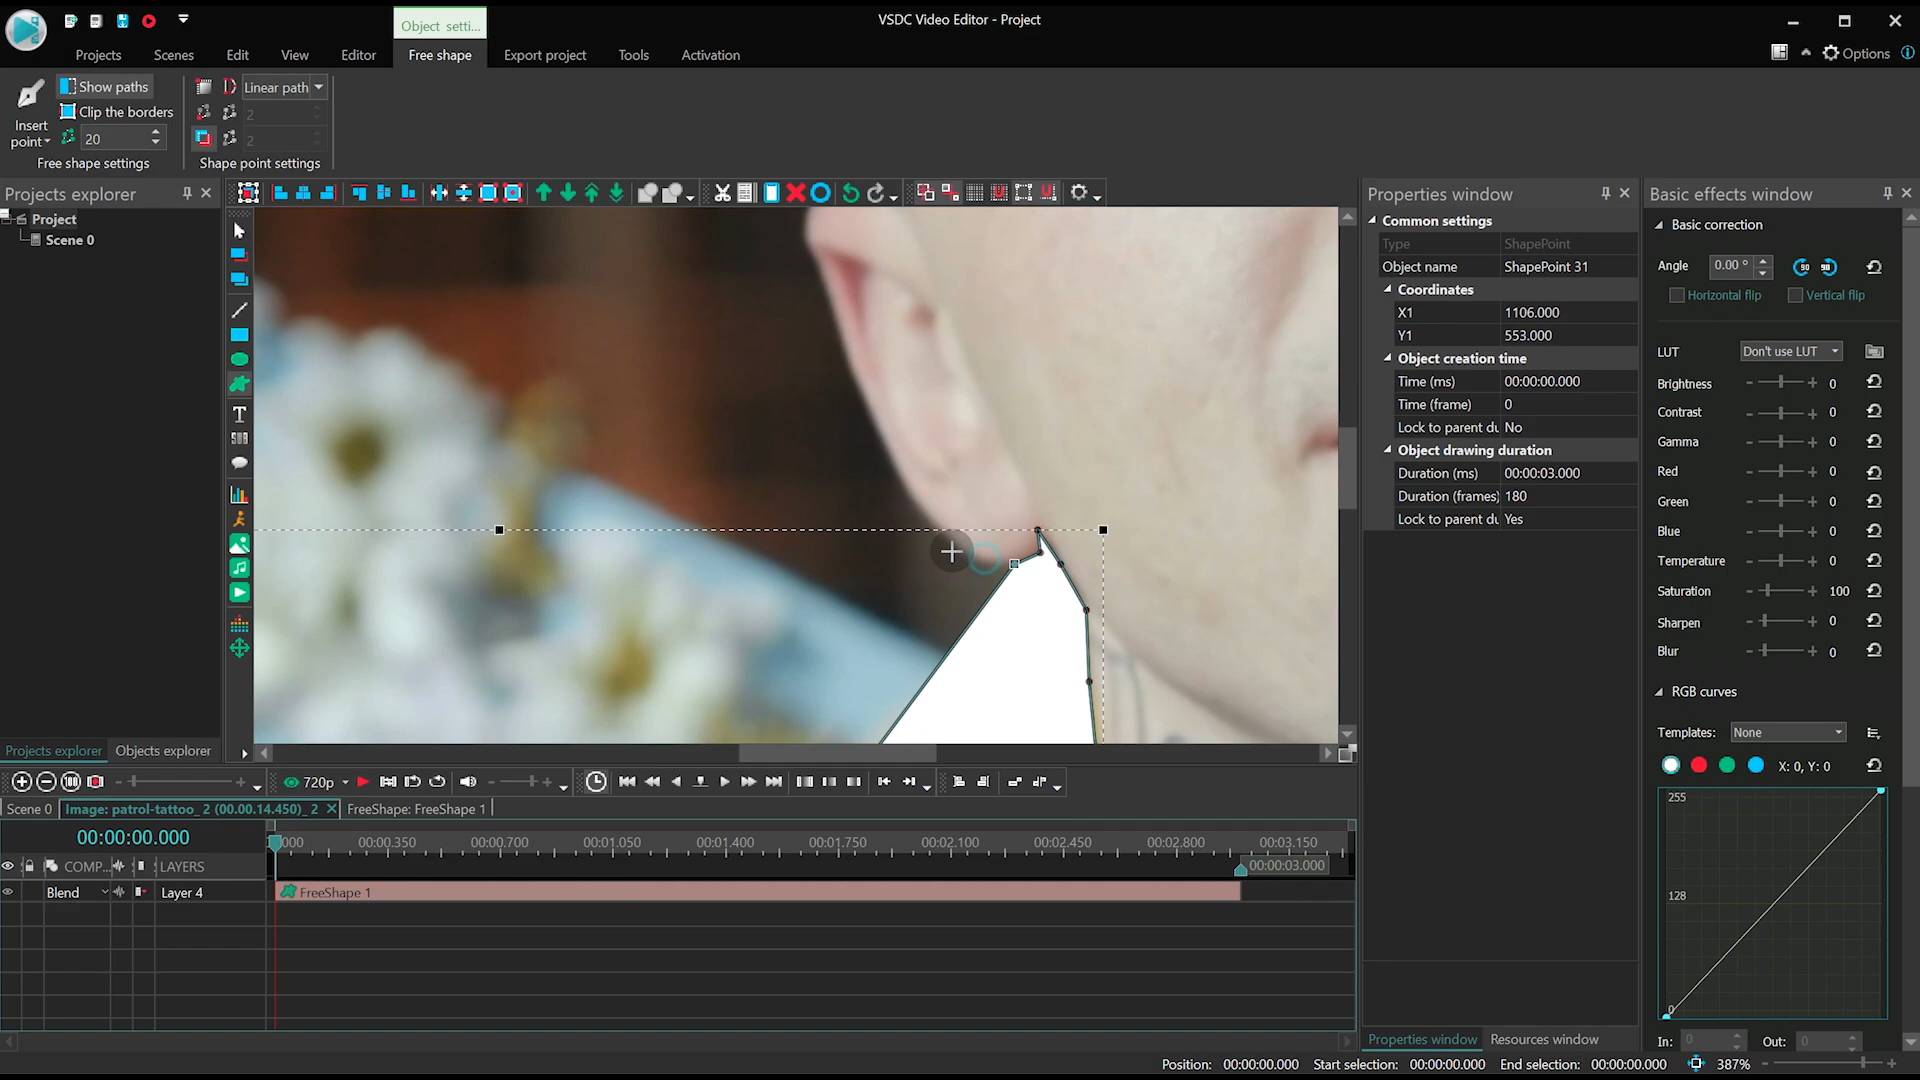 Object setti...
VSDC Video Editor - Project
Projects
Scenes
Edit
View
Editor
Free shape
Export project
Tools
Activation
Options
Insert point
Show paths
Clip the borders
20
Free shape settings
Linear path
2
2
Shape point settings
Projects explorer
Project
Scene 0
Projects explorer
Objects explorer
T
SUB
Properties window
Common settings
Type ShapePoint
Object name ShapePoint 31
Coordinates
X1 1106.000
Y1 553.000
Object creation time
Time (ms) 00:00:00.000
Time (frame) 0
Lock to parent du No
Object drawing duration
Duration (ms) 00:00:03.000
Duration (frames) 180
Lock to parent du Yes
Properties window
Resources window
Basic effects window
Basic correction
Angle 0.00 ° 90 90
Horizontal flip
Vertical flip
LUT Don't use LUT
Brightness - + 0
Contrast - + 0
Gamma - + 0
Red - + 0
Green - + 0
Blue - + 0
Temperature - + 0
Saturation - + 100
Sharpen - + 0
Blur - + 0
RGB curves
Templates: None
X: 0, Y: 0
255
128
0
In: 0 Out: 0
720p
Scene 0
Image: patrol-tattoo_ 2 (00.00.14.450)_ 2
FreeShape: FreeShape 1
00:00:00.000
000 00:00.350 00:00.700 00:01.050 00:01.400 00:01.750 00:02.100 00:02.450 00:02.800 00:03.150
00:00:03.000
COMP... LAYERS
Blend Layer 4
FreeShape 1
Position: 00:00:00.000 Start selection: 00:00:00.000 End selection: 00:00:00.000 387%